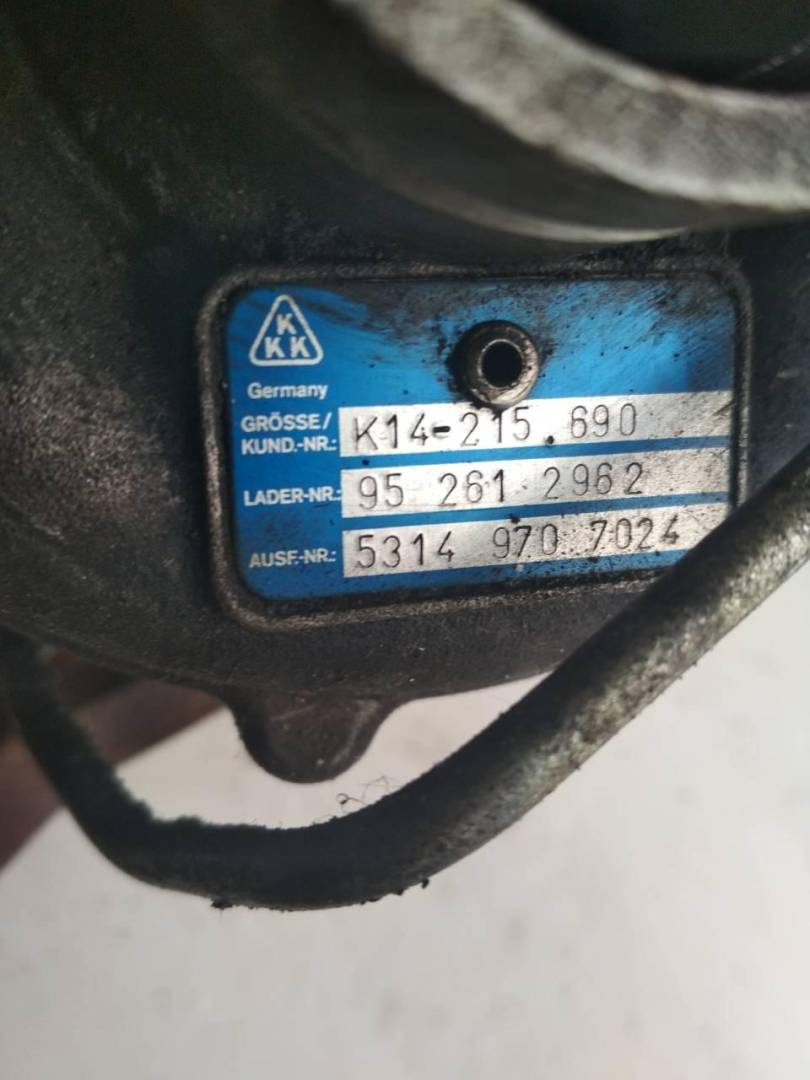 K
KK
Germany
GRÖSSE/
KUND.-NR.: K14-215.690
LADER-NR.: 95 261 2962
AUSF.-NR.: 5314 970 7024